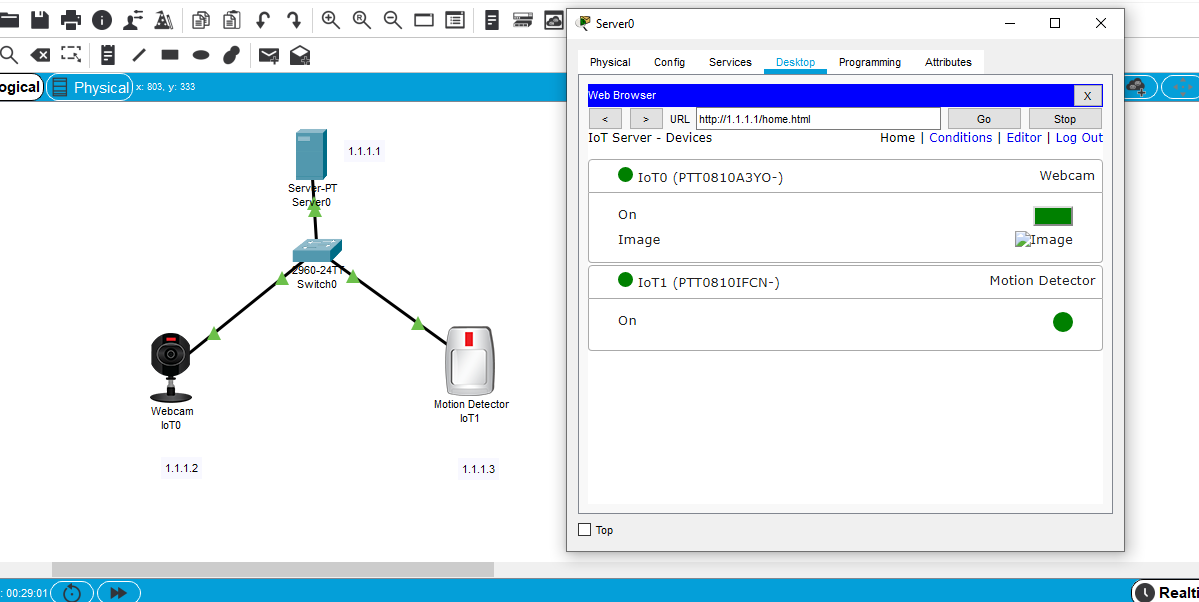 Server0
Physical Config Services Desktop Programming Attributes
ogical Physical x: 803, y: 333
Web Browser X
< > URL http://1.1.1.1/home.html Go Stop
IoT Server - Devices Home | Conditions | Editor | Log Out
1.1.1.1
Server-PT
Server0
IoT0 (PTT0810A3YO-) Webcam
On
Image Image
2960-24TT
Switch0
IoT1 (PTT0810IFCN-) Motion Detector
On
Webcam
IoT0
Motion Detector
IoT1
1.1.1.2
1.1.1.3
Top
: 00:29:01 Realti